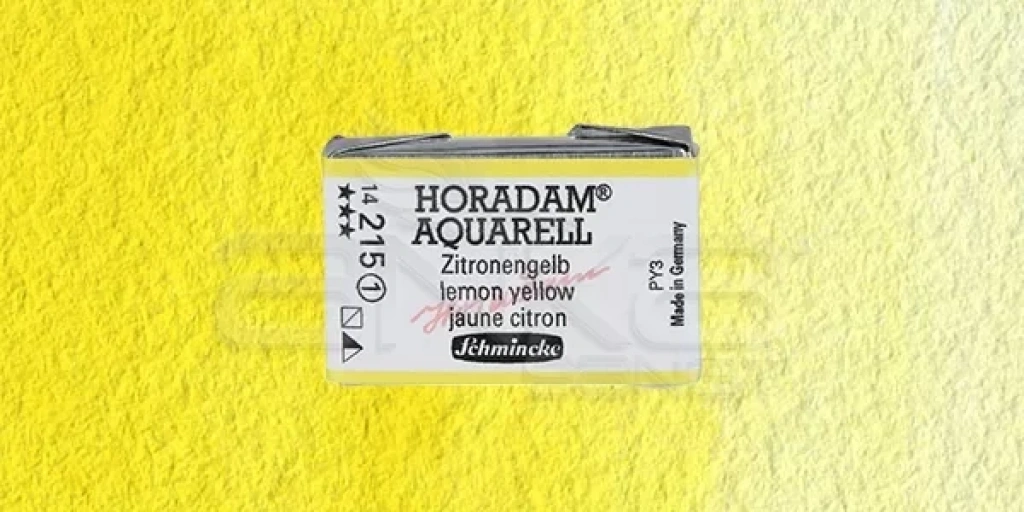 HORADAM®
AQUARELL
Zitronengelb
lemon yellow
jaune citron
Schmincke
14 215 1
PY3
Made in Germany